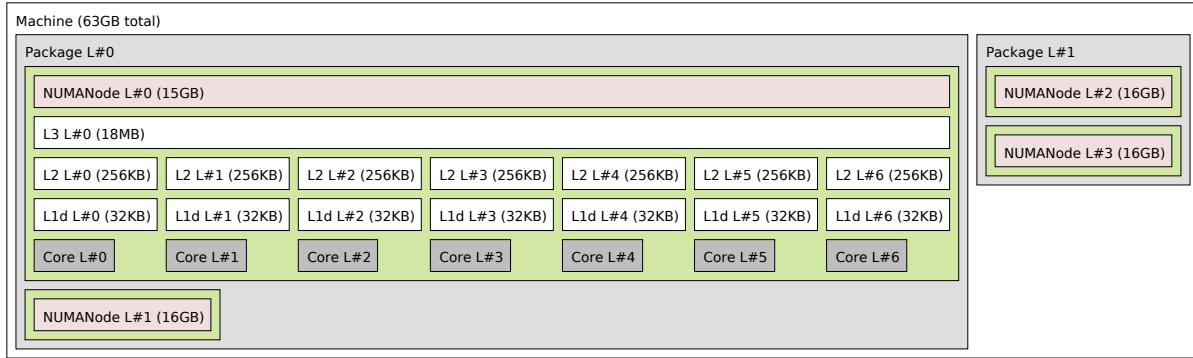 Machine (63GB total)
Package L#0
NUMANode L#0 (15GB)
L3 L#0 (18MB)
L2 L#0 (256KB) L2 L#1 (256KB) L2 L#2 (256KB) L2 L#3 (256KB) L2 L#4 (256KB) L2 L#5 (256KB) L2 L#6 (256KB)
L1d L#0 (32KB) L1d L#1 (32KB) L1d L#2 (32KB) L1d L#3 (32KB) L1d L#4 (32KB) L1d L#5 (32KB) L1d L#6 (32KB)
Core L#0 Core L#1 Core L#2 Core L#3 Core L#4 Core L#5 Core L#6
NUMANode L#1 (16GB)
Package L#1
NUMANode L#2 (16GB)
NUMANode L#3 (16GB)